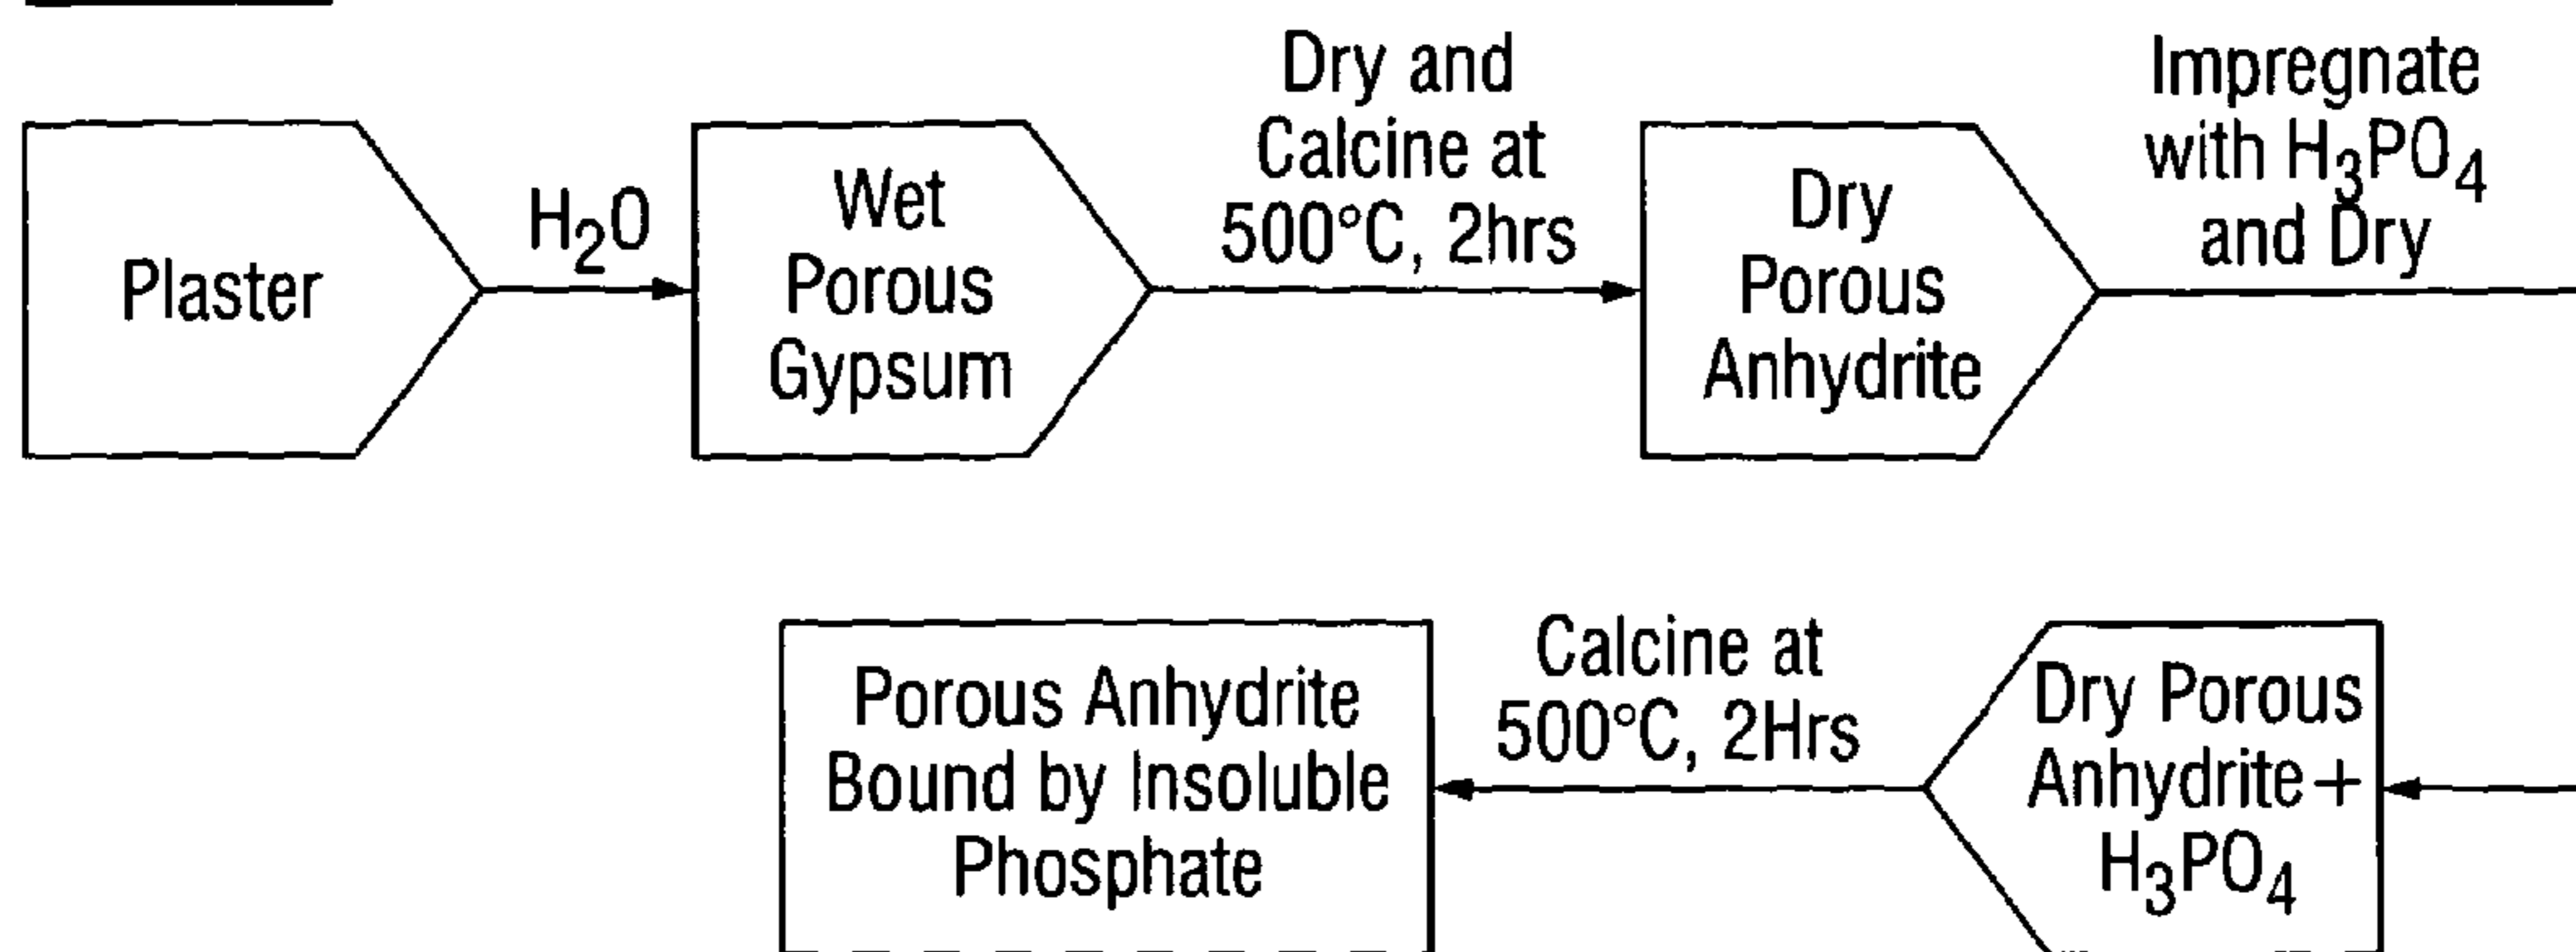 Plaster
H₂O
Wet
Porous
Gypsum
Dry and
Calcine at
500°C, 2hrs
Dry
Porous
Anhydrite
Impregnate
with H₃PO₄
and Dry
Dry Porous
Anhydrite+
H₃PO₄
Calcine at
500°C, 2Hrs
Porous Anhydrite
Bound by Insoluble
Phosphate